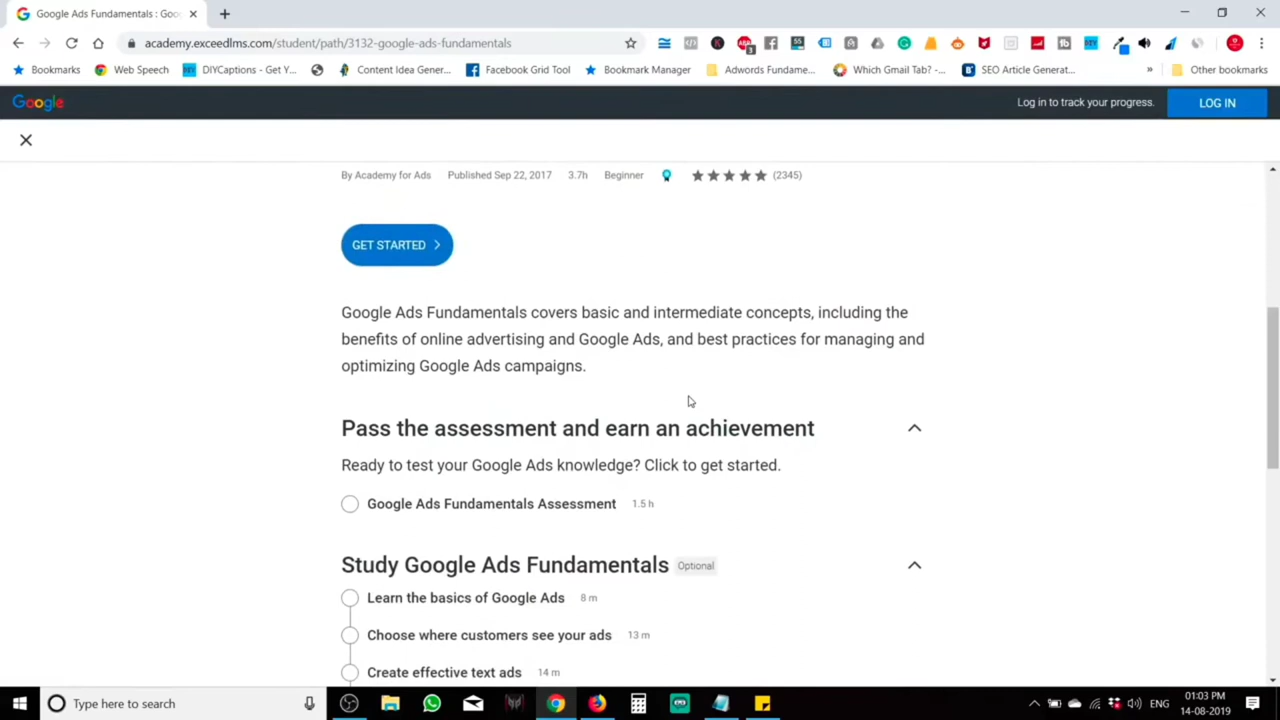 Google Ads Fundamentals : Goo
academy.exceedlms.com/student/path/3132-google-ads-fundamentals
Bookmarks
Web Speech
DIYCaptions - Get Y...
Content Idea Gener...
Facebook Grid Tool
Bookmark Manager
Adwords Fundame...
Which Gmail Tab? -...
SEO Article Generat...
»
Other bookmarks
Google
Log in to track your progress.
LOG IN
By Academy for Ads
Published Sep 22, 2017
3.7h
Beginner
(2345)
GET STARTED
Google Ads Fundamentals covers basic and intermediate concepts, including the
benefits of online advertising and Google Ads, and best practices for managing and
optimizing Google Ads campaigns.
Pass the assessment and earn an achievement
Ready to test your Google Ads knowledge? Click to get started.
Google Ads Fundamentals Assessment 1.5 h
Study Google Ads Fundamentals Optional
Learn the basics of Google Ads 8 m
Choose where customers see your ads 13 m
Create effective text ads 14 m
Type here to search
ENG
01:03 PM
14-08-2019